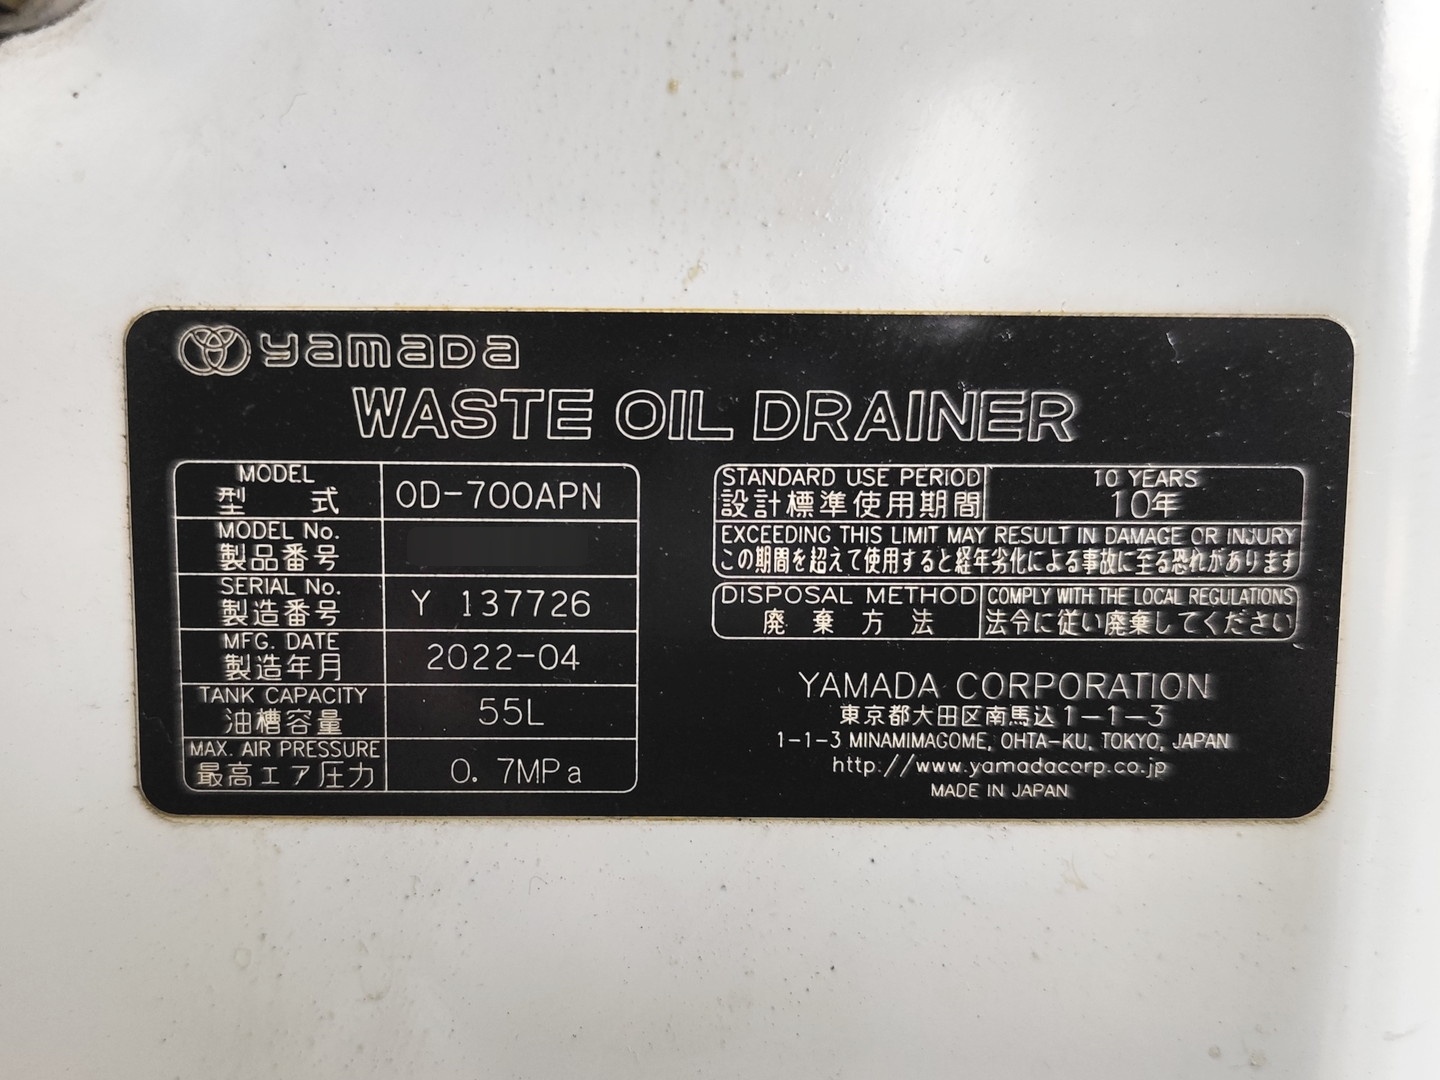 yamada
WASTE OIL DRAINER
MODEL
型 式
OD-700APN
MODEL No.
製品番号
SERIAL No.
製造番号
Y 137726
MFG. DATE
製造年月
2022-04
TANK CAPACITY
油槽容量
55L
MAX. AIR PRESSURE
最高エア圧力
0. 7MPa
STANDARD USE PERIOD
設計標準使用期間
10 YEARS
10年
EXCEEDING THIS LIMIT MAY RESULT IN DAMAGE OR INJURY
この期間を超えて使用すると経年劣化による事故に至る恐れがあります
DISPOSAL METHOD
廃棄方法
COMPLY WITH THE LOCAL REGULATIONS
法令に従い廃棄してください
YAMADA CORPORATION
東京都大田区南馬込1-1-3
1-1-3 MINAMIMAGOME, OHTA-KU, TOKYO, JAPAN
http://www.yamadacorp.co.jp
MADE IN JAPAN